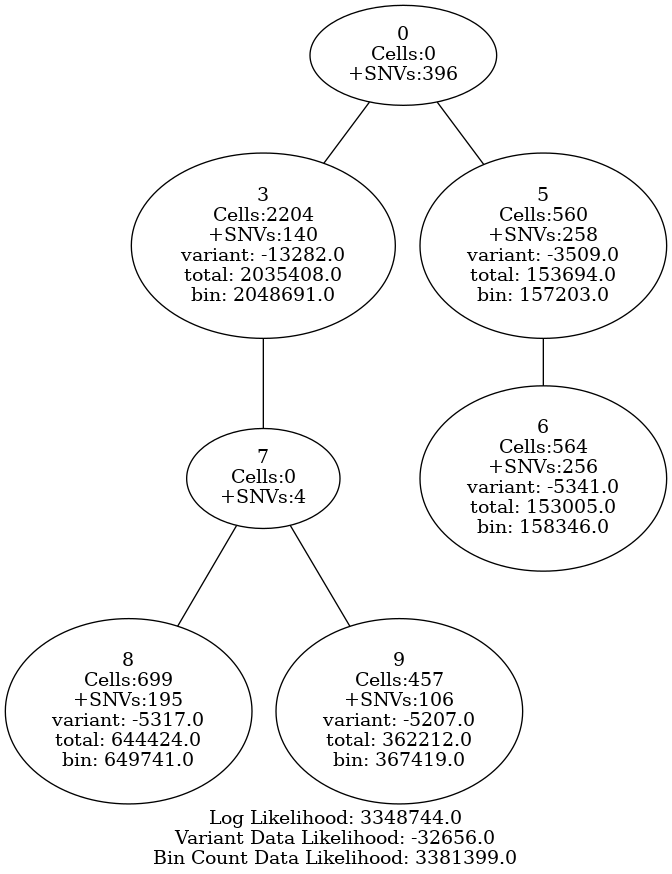 0
Cells:0
+SNVs:396
3
Cells:2204
+SNVs:140
variant: -13282.0
total: 2035408.0
bin: 2048691.0
5
Cells:560
+SNVs:258
variant: -3509.0
total: 153694.0
bin: 157203.0
7
Cells:0
+SNVs:4
6
Cells:564
+SNVs:256
variant: -5341.0
total: 153005.0
bin: 158346.0
8
Cells:699
+SNVs:195
variant: -5317.0
total: 644424.0
bin: 649741.0
9
Cells:457
+SNVs:106
variant: -5207.0
total: 362212.0
bin: 367419.0
Log Likelihood: 3348744.0
Variant Data Likelihood: -32656.0
Bin Count Data Likelihood: 3381399.0